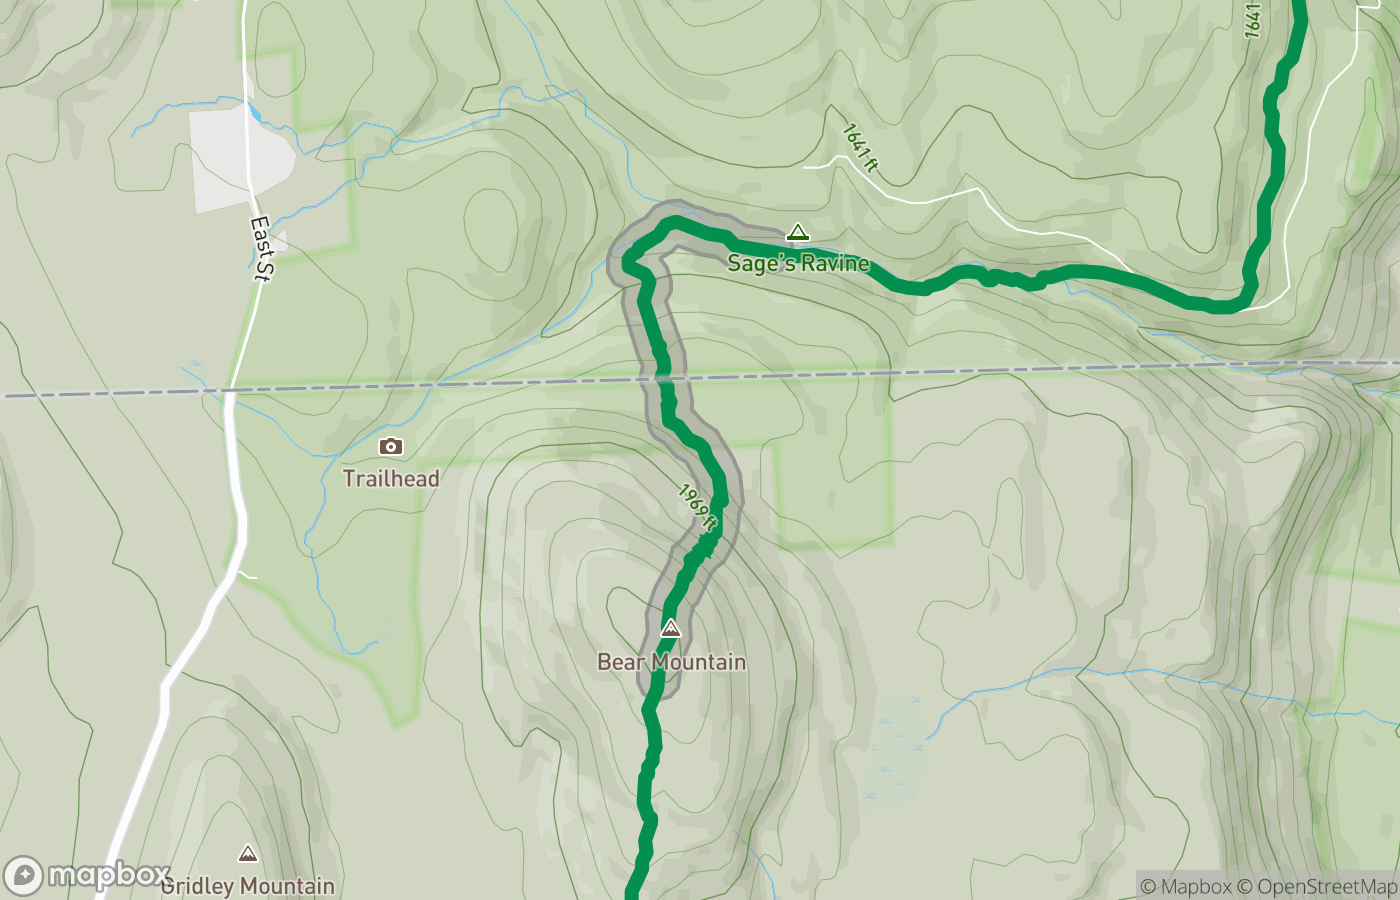 1641
1641 ft
East St
Sage's Ravine
Trailhead
1969 ft
Bear Mountain
Gridley Mountain
mapbox
© Mapbox © OpenStreetMap